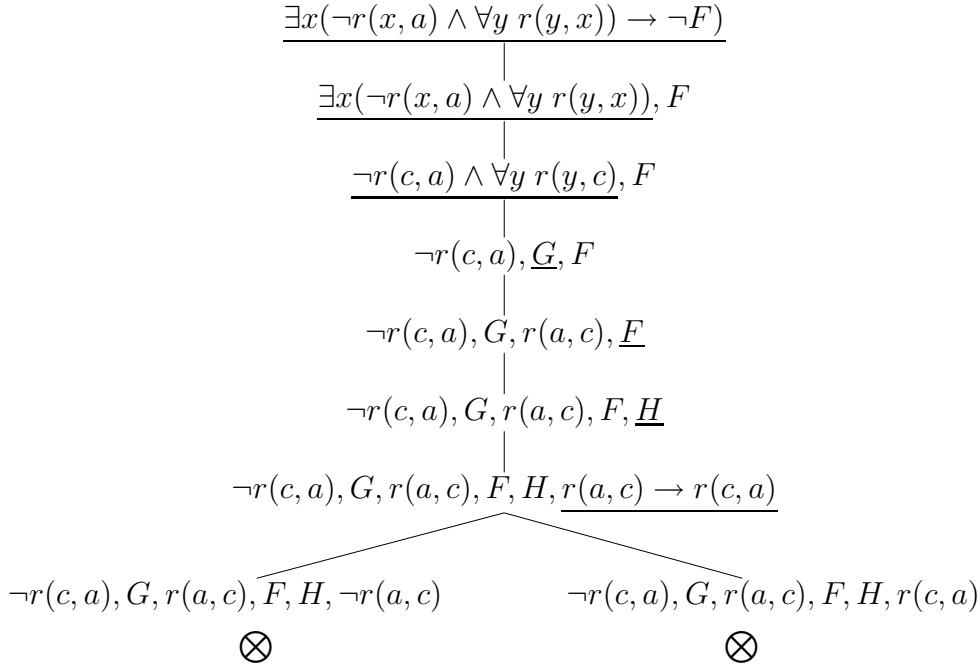 ∃x(¬r(x, a) ∧ ∀y r(y, x)) → ¬F)
∃x(¬r(x, a) ∧ ∀y r(y, x)), F
¬r(c, a) ∧ ∀y r(y, c), F
¬r(c, a), G, F
¬r(c, a), G, r(a, c), F
¬r(c, a), G, r(a, c), F, H
¬r(c, a), G, r(a, c), F, H, r(a, c) → r(c, a)
¬r(c, a), G, r(a, c), F, H, ¬r(a, c) ¬r(c, a), G, r(a, c), F, H, r(c, a)
⊗ ⊗